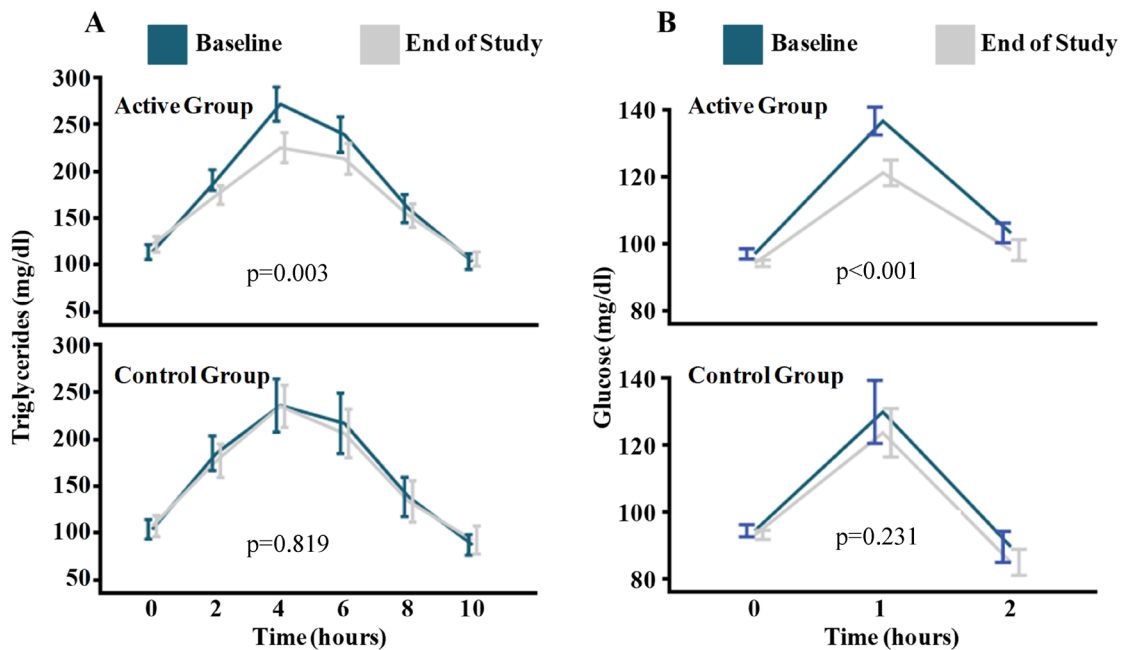 A
Baseline
End of Study
Triglycerides (mg/dl)
300
250
200
150
100
50
Active Group
p=0.003
300
250
200
150
100
50
Control Group
p=0.819
0 2 4 6 8 10
Time (hours)
B
Baseline
End of Study
Glucose (mg/dl)
140
120
100
80
Active Group
p<0.001
140
120
100
80
Control Group
p=0.231
0 1 2
Time (hours)